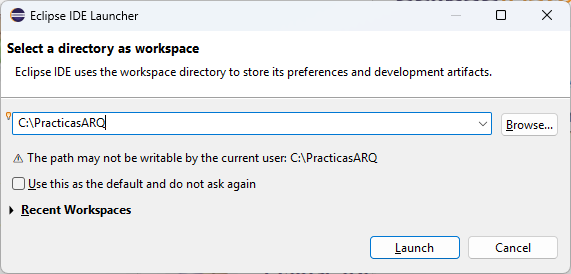 Eclipse IDE Launcher
Select a directory as workspace
Eclipse IDE uses the workspace directory to store its preferences and development artifacts.
C:\PracticasARQ
Browse...
The path may not be writable by the current user: C:\PracticasARQ
Use this as the default and do not ask again
Recent Workspaces
Launch
Cancel